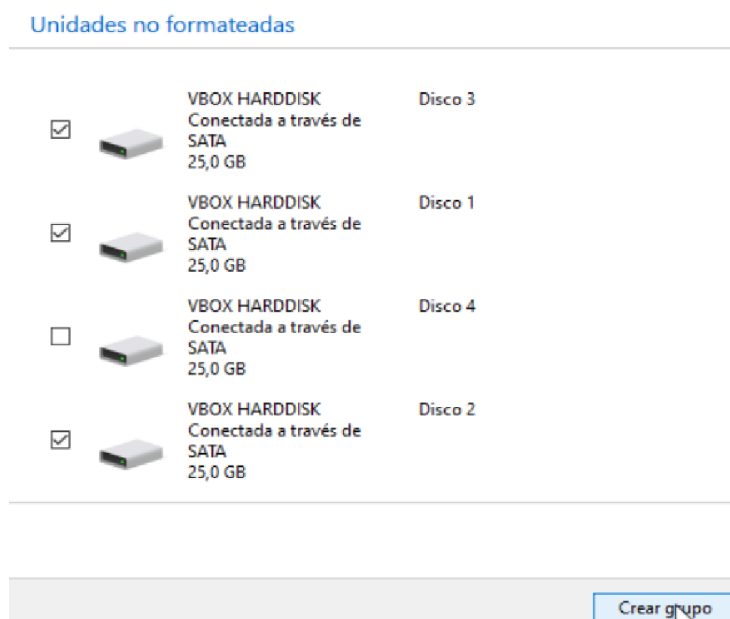 Unidades no formateadas
VBOX HARDDISK Disco 3
Conectada a través de
SATA
25,0 GB
VBOX HARDDISK Disco 1
Conectada a través de
SATA
25,0 GB
VBOX HARDDISK Disco 4
Conectada a través de
SATA
25,0 GB
VBOX HARDDISK Disco 2
Conectada a través de
SATA
25,0 GB
Crear grupo